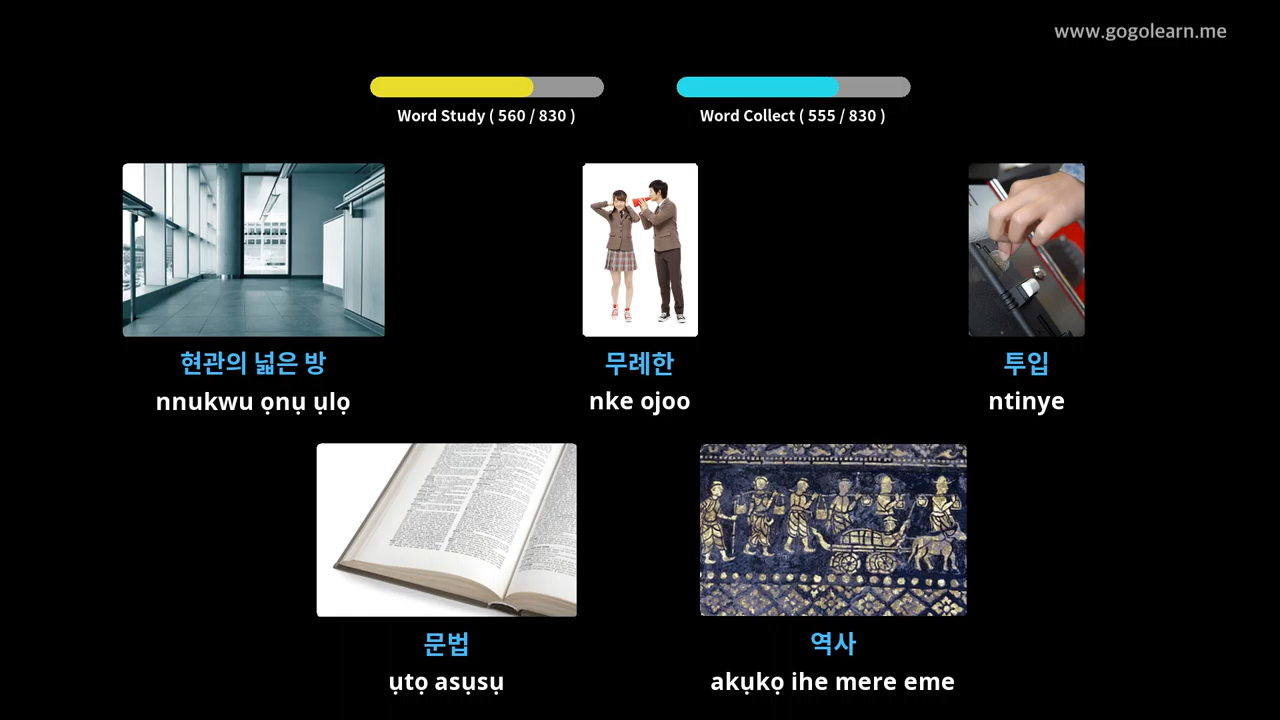 www.gogolearn.me
Word Study ( 560 / 830 )
Word Collect ( 555 / 830 )
현관의 넓은 방
nnukwu ọnụ ụlọ
무례한
nke ojoo
투입
ntinye
문법
ụtọ asụsụ
역사
akụkọ ihe mere eme